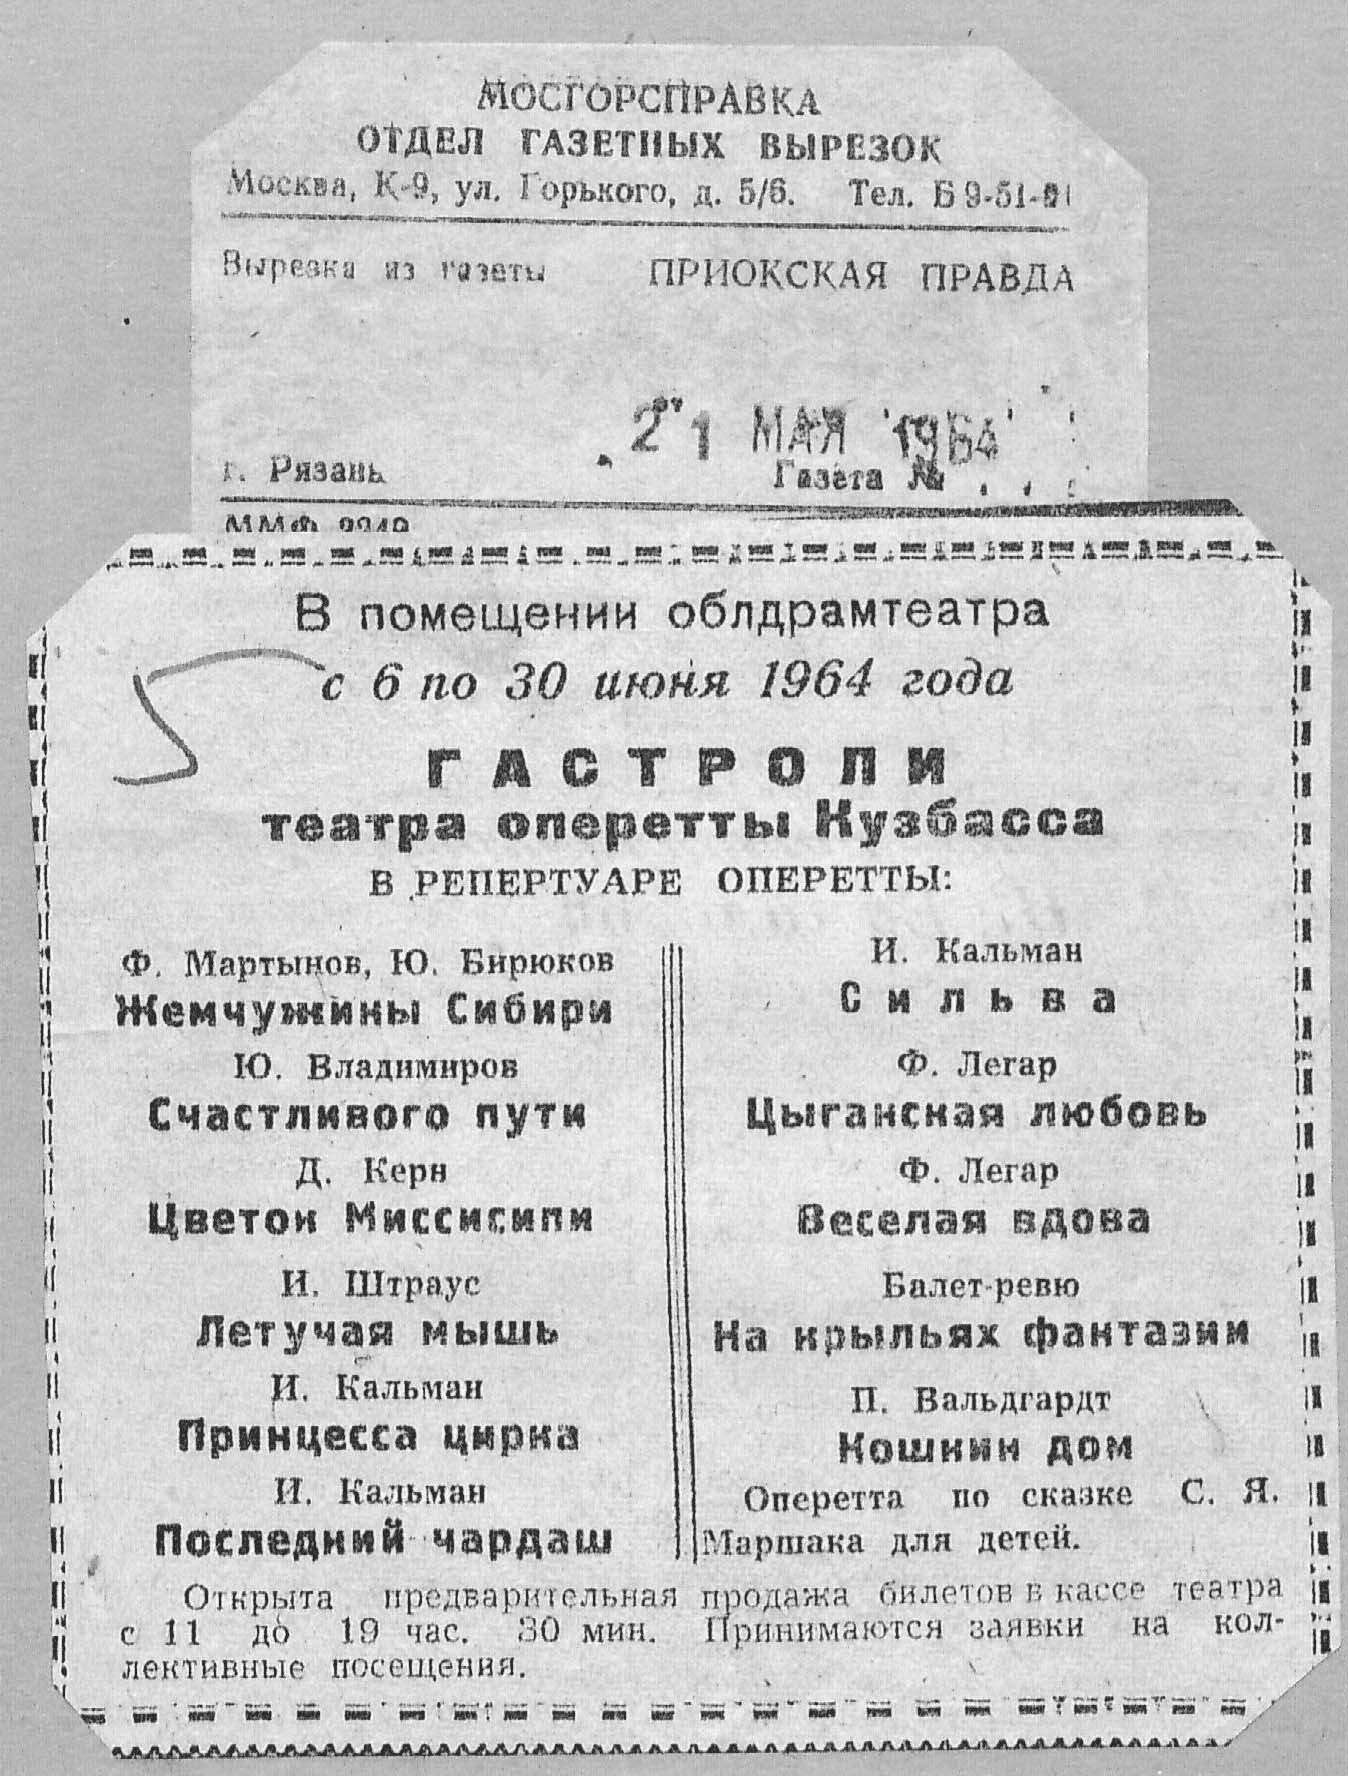 МОСГОРСПРАВКА
ОТДЕЛ ГАЗЕТНЫХ ВЫРЕЗОК
Москва, К-9, ул. Горького, д. 5/6. Тел. Б 9-51-61
Вырезка из газеты ПРИОКСКАЯ ПРАВДА
21 МАЯ 1964
г. Рязань Газета №
5
В помещении облдрамтеатра
с 6 по 30 июня 1964 года
ГАСТРОЛИ
театра оперетты Кузбасса
В РЕПЕРТУАРЕ ОПЕРЕТТЫ:
Ф. Мартынов, Ю. Бирюков
Жемчужины Сибири
Ю. Владимиров
Счастливого пути
Д. Керн
Цветок Миссисипи
И. Штраус
Летучая мышь
И. Кальман
Принцесса цирка
И. Кальман
Последний чардаш
И. Кальман
Сильва
Ф. Легар
Цыганская любовь
Ф. Легар
Веселая вдова
Балет-ревю
На крыльях фантазии
П. Вальдгардт
Кошкин дом
Оперетта по сказке С. Я.
Маршака для детей.
Открыта предварительная продажа билетов в кассе театра
с 11 до 19 час. 30 мин. Принимаются заявки на кол-
лективные посещения.